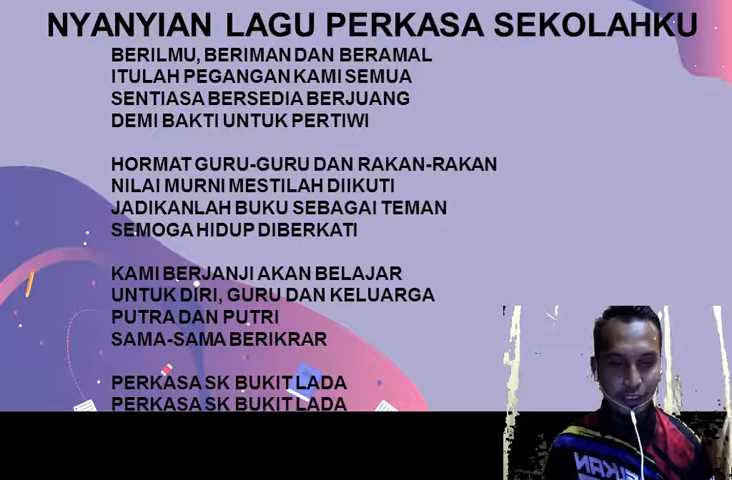 NYANYIAN LAGU PERKASA SEKOLAHKU
BERILMU, BERIMAN DAN BERAMAL
ITULAH PEGANGAN KAMI SEMUA
SENTIASA BERSEDIA BERJUANG
DEMI BAKTI UNTUK PERTIWI
HORMAT GURU-GURU DAN RAKAN-RAKAN
NILAI MURNI MESTILAH DIIKUTI
JADIKANLAH BUKU SEBAGAI TEMAN
SEMOGA HIDUP DIBERKATI
KAMI BERJANJI AKAN BELAJAR
UNTUK DIRI, GURU DAN KELUARGA
PUTRA DAN PUTRI
SAMA-SAMA BERIKRAR
PERKASA SK BUKIT LADA
PERKASA SK BUKIT LADA